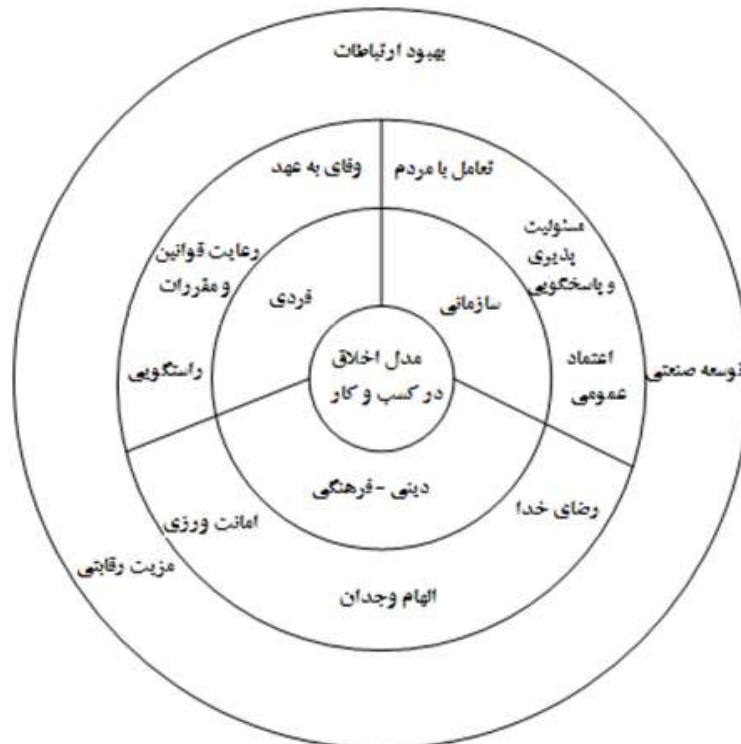 بهبود ارتباطات
تعامل با مردم
وفای به عهد
مسئولیت
پذیری
و پاسخگویی
رعایت قوانین
و مقررات
فردی
سازمانی
مدل اخلاق
در کسب و کار
اعتماد
عمومی
توسعه صنعتی
راستگویی
دینی - فرهنگی
رضای خدا
امانت ورزی
مزیت رقابتی
الهام وجدان